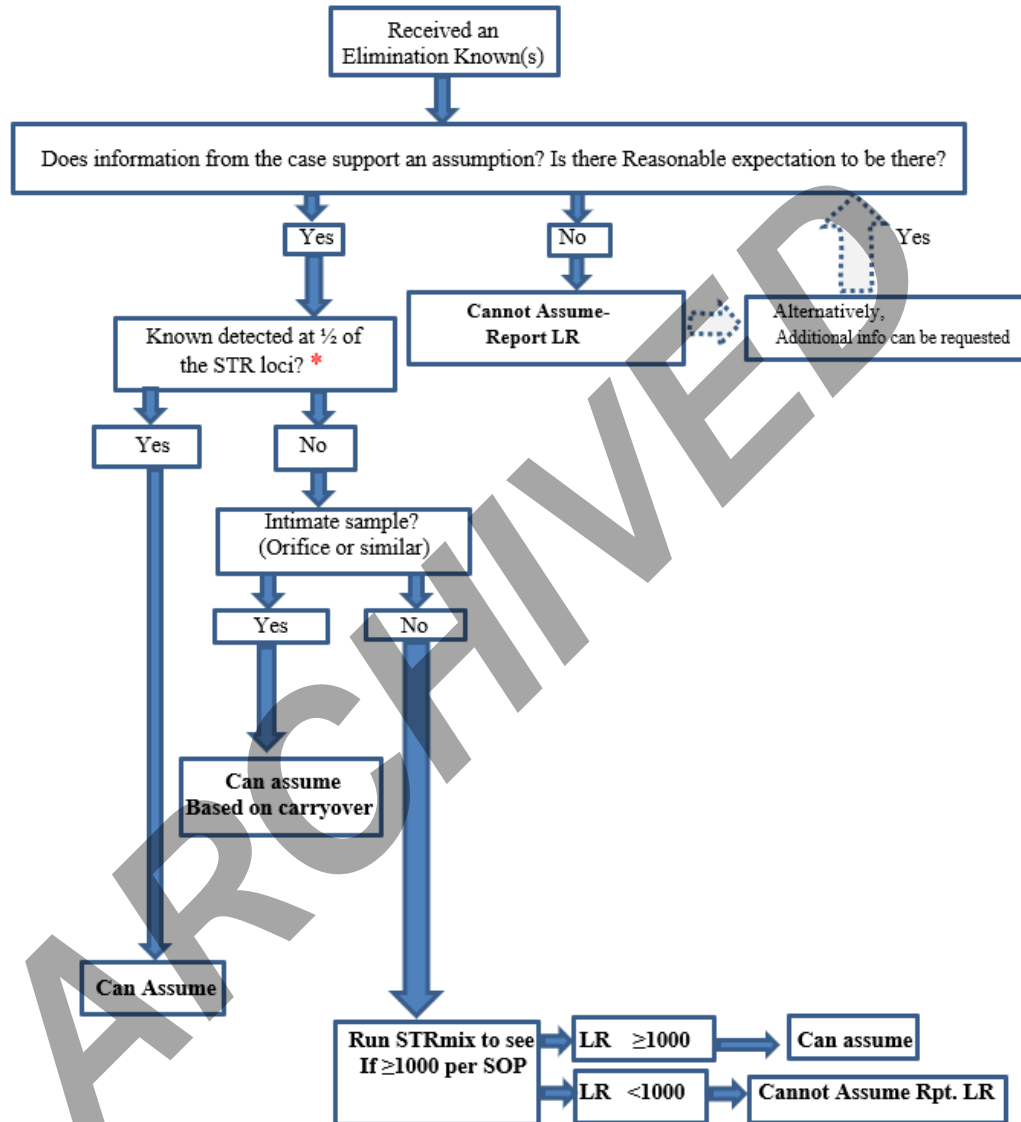 Received an
Elimination Known(s)
Does information from the case support an assumption? Is there Reasonable expectation to be there?
Yes
No
Yes
Cannot Assume-
Report LR
Alternatively,
Additional info can be requested
Known detected at ½ of
the STR loci? *
Yes
No
Intimate sample?
(Orifice or similar)
Yes
No
Can assume
Based on carryover
Can Assume
Run STRmix to see
If ≥1000 per SOP
LR ≥1000
Can assume
LR <1000
Cannot Assume Rpt. LR
ARCHIVED